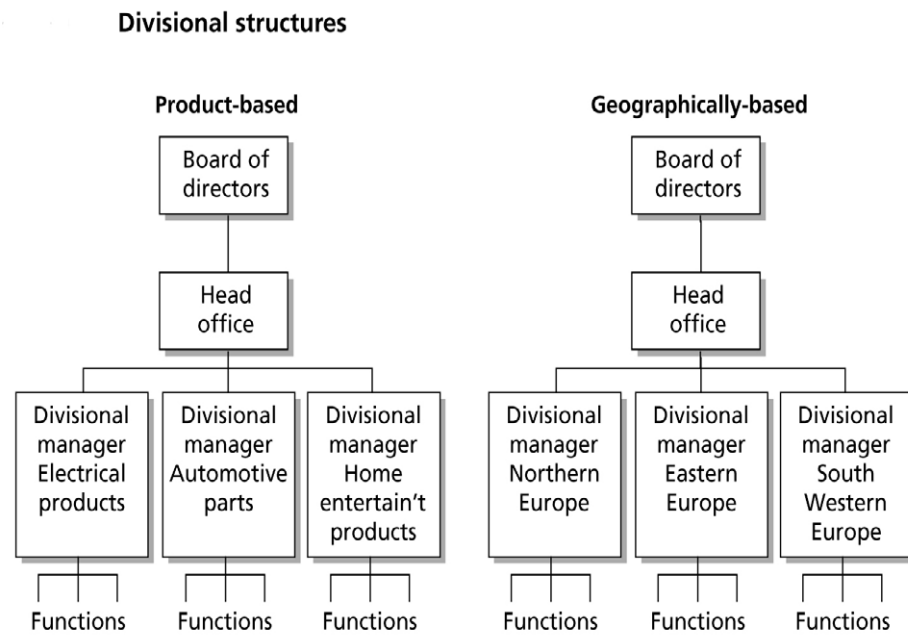 Divisional structures
Product-based
Board of
directors
Head
office
Divisional
manager
Electrical
products
Divisional
manager
Automotive
parts
Divisional
manager
Home
entertain't
products
Functions
Functions
Functions
Geographically-based
Board of
directors
Head
office
Divisional
manager
Northern
Europe
Divisional
manager
Eastern
Europe
Divisional
manager
South
Western
Europe
Functions
Functions
Functions